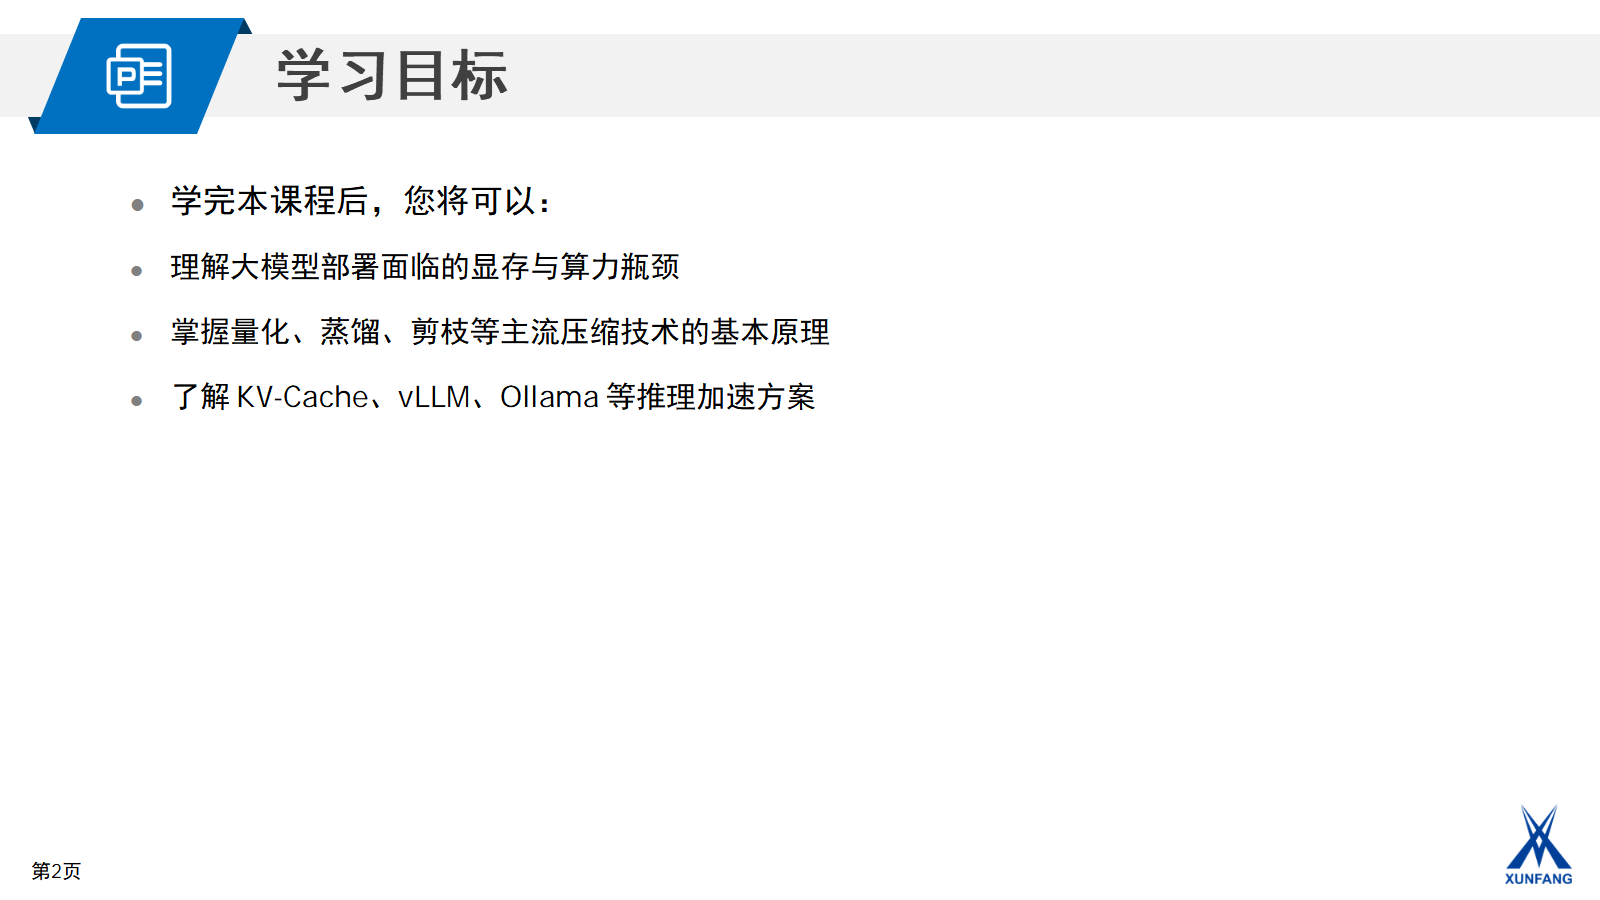 学习目标
学完本课程后，您将可以：
理解大模型部署面临的显存与算力瓶颈
掌握量化、蒸馏、剪枝等主流压缩技术的基本原理
了解 KV-Cache、vLLM、Ollama 等推理加速方案
第2页
XUNFANG